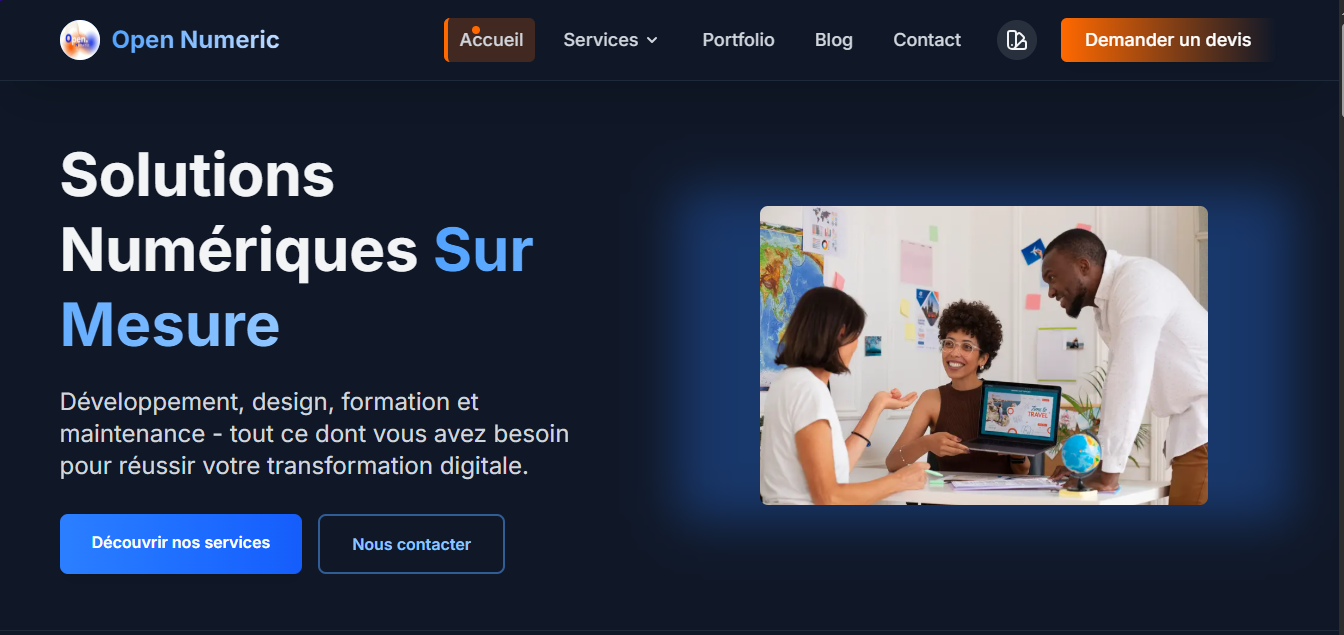 Open Numeric
Accueil
Services
Portfolio
Blog
Contact
Demander un devis
Solutions
Numériques Sur
Mesure
Développement, design, formation et
maintenance - tout ce dont vous avez besoin
pour réussir votre transformation digitale.
Découvrir nos services
Nous contacter
TRAVEL